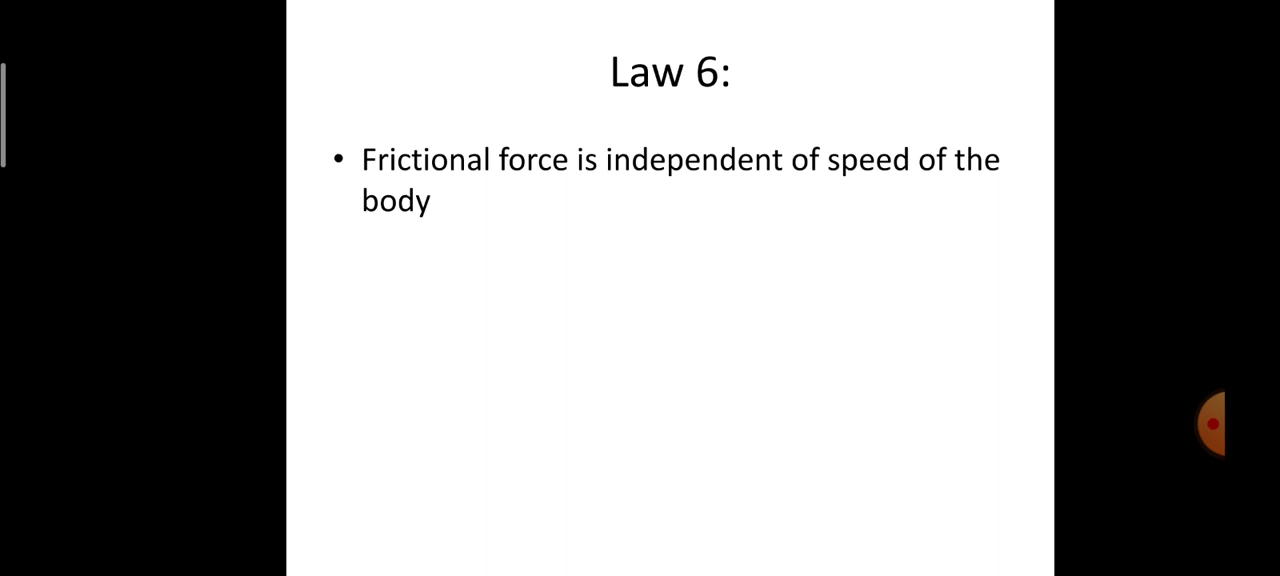 Law 6:
• Frictional force is independent of speed of the
body